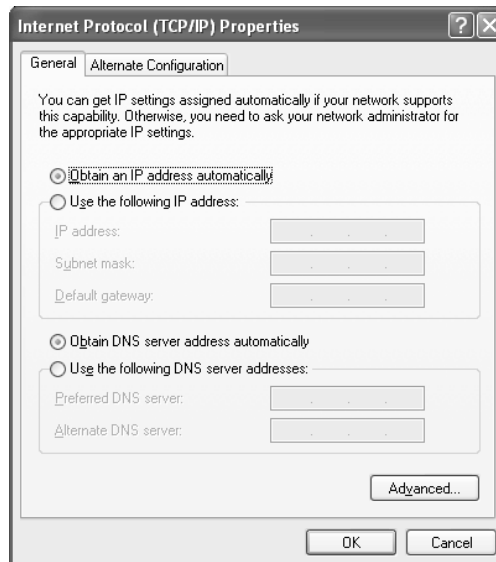 Internet Protocol (TCP/IP) Properties
General
Alternate Configuration
You can get IP settings assigned automatically if your network supports
this capability. Otherwise, you need to ask your network administrator for
the appropriate IP settings.
Obtain an IP address automatically
Use the following IP address:
IP address:
Subnet mask:
Default gateway:
Obtain DNS server address automatically
Use the following DNS server addresses:
Preferred DNS server:
Alternate DNS server:
Advanced...
OK
Cancel